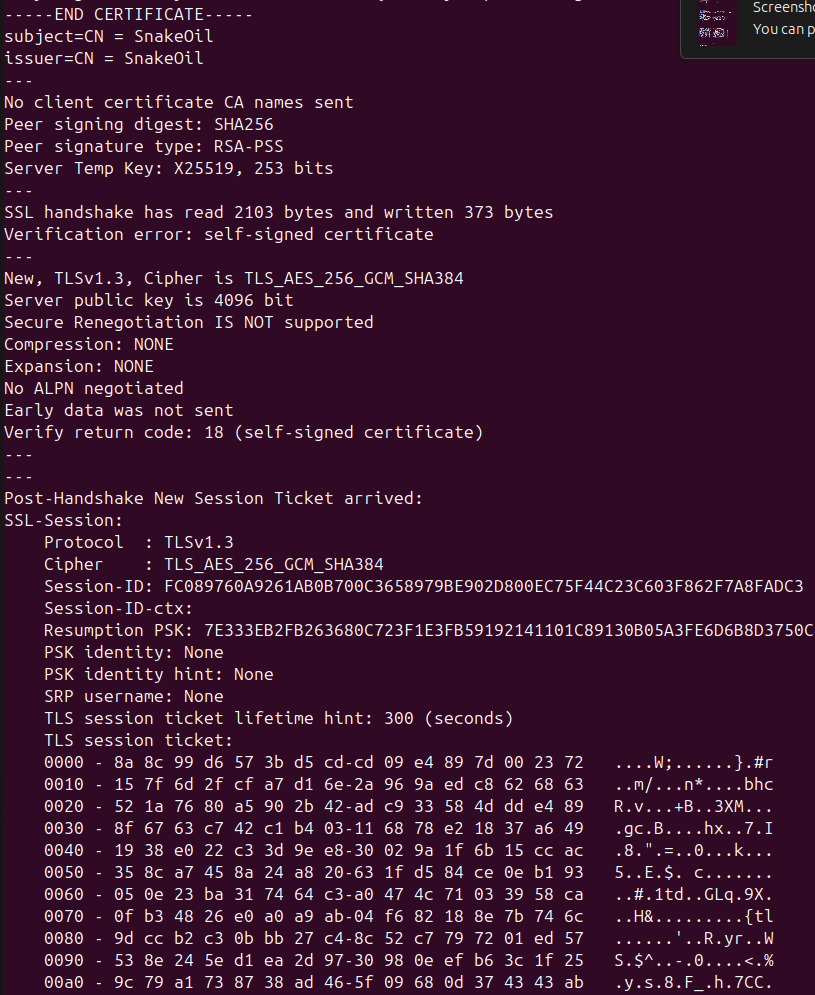 -----END CERTIFICATE-----
subject=CN = SnakeOil
issuer=CN = SnakeOil
---
No client certificate CA names sent
Peer signing digest: SHA256
Peer signature type: RSA-PSS
Server Temp Key: X25519, 253 bits
---
SSL handshake has read 2103 bytes and written 373 bytes
Verification error: self-signed certificate
---
New, TLSv1.3, Cipher is TLS_AES_256_GCM_SHA384
Server public key is 4096 bit
Secure Renegotiation IS NOT supported
Compression: NONE
Expansion: NONE
No ALPN negotiated
Early data was not sent
Verify return code: 18 (self-signed certificate)
---
---
Post-Handshake New Session Ticket arrived:
SSL-Session:
    Protocol  : TLSv1.3
    Cipher    : TLS_AES_256_GCM_SHA384
    Session-ID: FC089760A9261AB0B700C3658979BE902D800EC75F44C23C603F862F7A8FADC3
    Session-ID-ctx:
    Resumption PSK: 7E333EB2FB263680C723F1E3FB59192141101C89130B05A3FE6D6B8D3750C
    PSK identity: None
    PSK identity hint: None
    SRP username: None
    TLS session ticket lifetime hint: 300 (seconds)
    TLS session ticket:
    0000 - 8a 8c 99 d6 57 3b d5 cd-cd 09 e4 89 7d 00 23 72   ....W;......}.#r
    0010 - 15 7f 6d 2f cf a7 d1 6e-2a 96 9a ed c8 62 68 63   ..m/...n*....bhc
    0020 - 52 1a 76 80 a5 90 2b 42-ad c9 33 58 4d dd e4 89   R.v...+B..3XM...
    0030 - 8f 67 63 c7 42 c1 b4 03-11 68 78 e2 18 37 a6 49   .gc.B....hx..7.I
    0040 - 19 38 e0 22 c3 3d 9e e8-30 02 9a 1f 6b 15 cc ac   .8.".=..0...k...
    0050 - 35 8c a7 45 8a 24 a8 20-63 1f d5 84 ce 0e b1 93   5..E.$. c.......
    0060 - 05 0e 23 ba 31 74 64 c3-a0 47 4c 71 03 39 58 ca   ..#.1td..GLq.9X.
    0070 - 0f b3 48 26 e0 a0 a9 ab-04 f6 82 18 8e 7b 74 6c   ..H&.........{tl
    0080 - 9d cc b2 c3 0b bb 27 c4-8c 52 c7 79 72 01 ed 57   ......'..R.yr..W
    0090 - 53 8e 24 5e d1 ea 2d 97-30 98 0e ef b6 3c 1f 25   S.$^..-.0....<.%
    00a0 - 9c 79 a1 73 87 38 ad 46-5f 09 68 0d 37 43 43 ab   .y.s.8.F_.h.7CC.
You can p